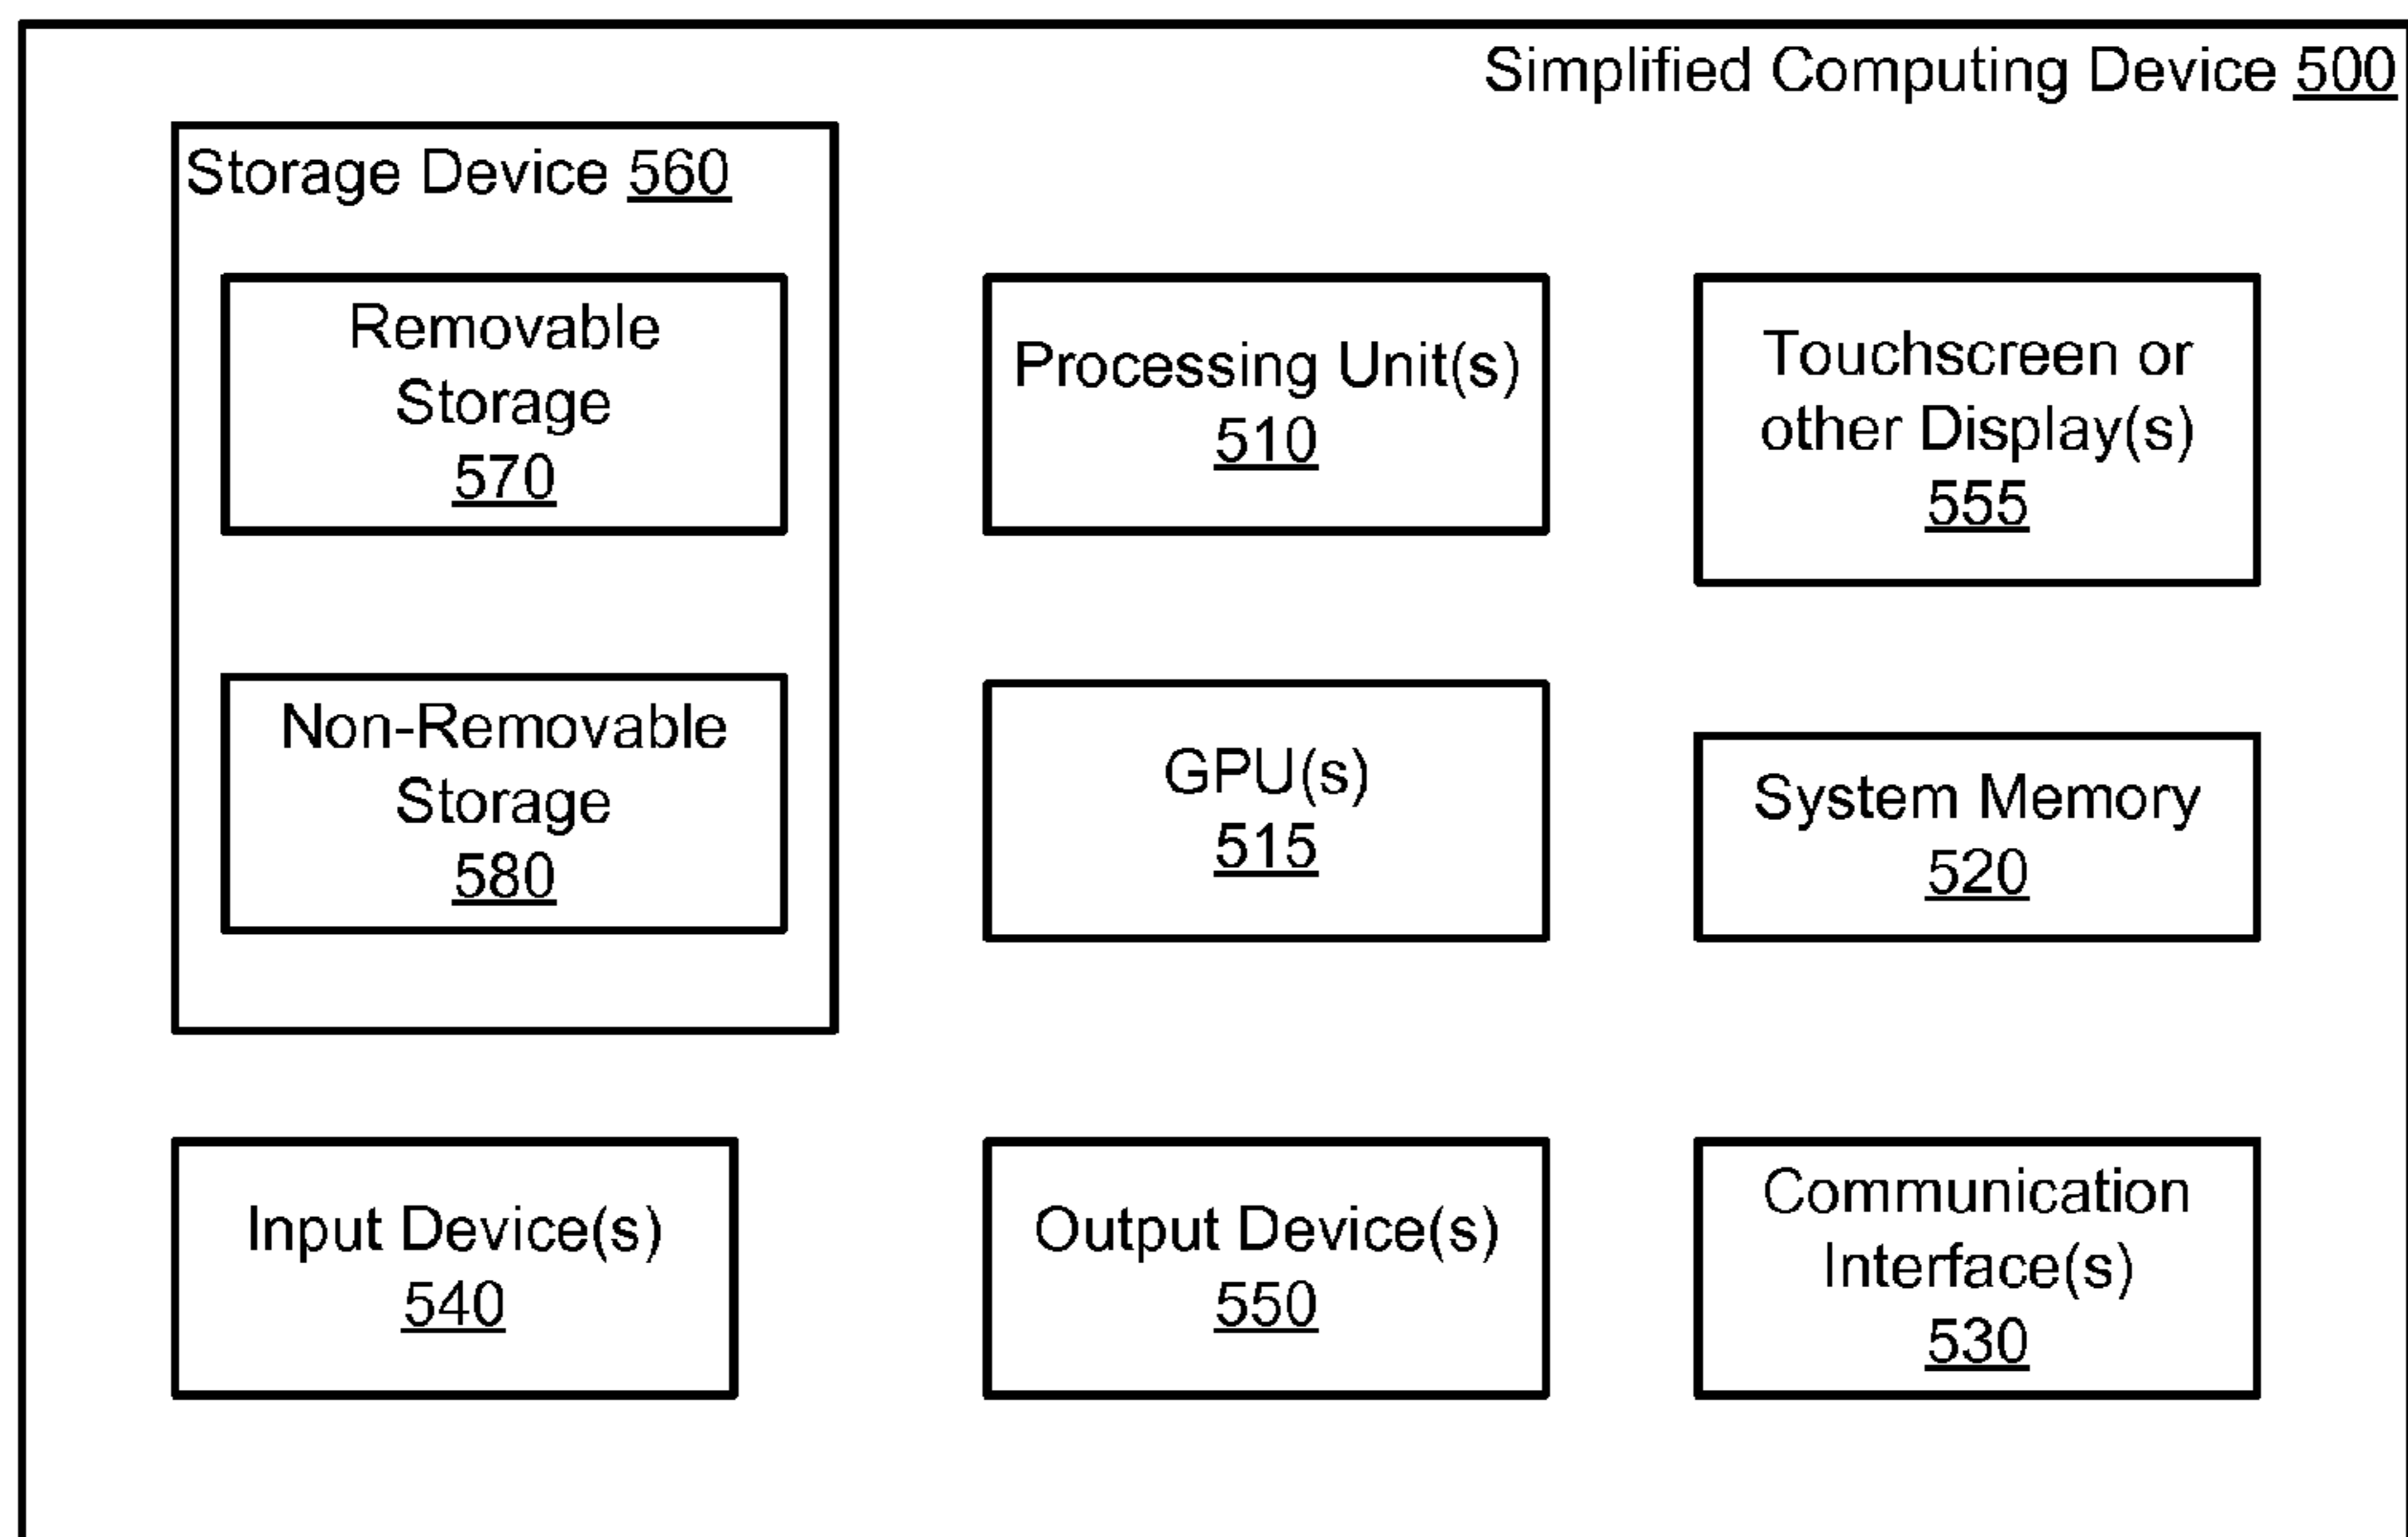 Simplified Computing Device 500
Storage Device 560
Removable
Storage
570
Processing Unit(s)
510
Touchscreen or
other Display(s)
555
Non-Removable
Storage
580
GPU(s)
515
System Memory
520
Input Device(s)
540
Output Device(s)
550
Communication
Interface(s)
530